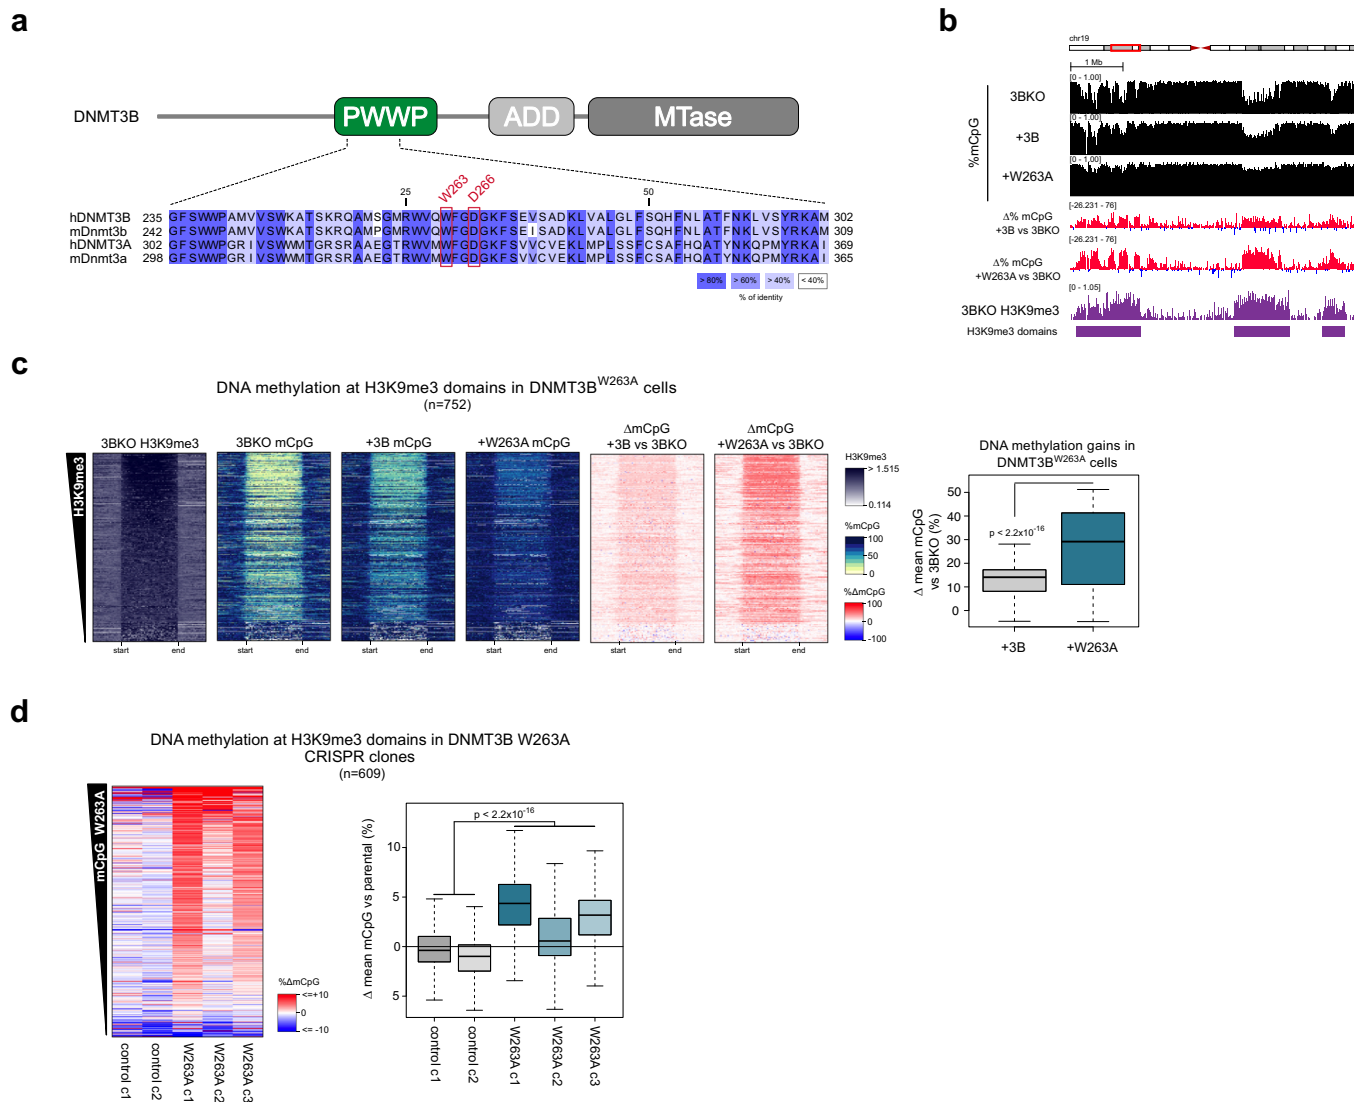 a
DNMT3B
PWWP
ADD
MTase
25
W263
D266
50
hDNMT3B 235 GFSWWPAMVVSWKATSKRQAMSGMRWVQWFGDGKFSEVSADKLVALGLFSQHFNLATFNKLVSYRKAM 302
mDnmt3b 242 GFSWWPAMVVSWKATSKRQAMPGMRWVQWFGDGKFSEISADKLVALGLFSQHFNLATFNKLVSYRKAM 309
hDNMT3A 302 GFSWWPGRIVSWWMTGRSRAAEGTRWVMWFGDGKFSVVCVEKLMPLSSFCSAFHQATYNKQPMYRKAI 369
mDnmt3a 298 GFSWWPGRIVSWWMTGRSRAAEGTRWVMWFGDGKFSVVCVEKLMPLSSFCSAFHQATYNKQPMYRKAI 365
> 80% > 60% > 40% < 40%
% of identity
b
chr19
1 Mb
%mCpG
[0 - 1.00]
3BKO
[0 - 1.00]
+3B
[0 - 1.00]
+W263A
[-26.231 - 76]
Δ% mCpG
+3B vs 3BKO
[-26.231 - 76]
Δ% mCpG
+W263A vs 3BKO
[0 - 1.05]
3BKO H3K9me3
H3K9me3 domains
c
DNA methylation at H3K9me3 domains in DNMT3B^W263A cells
(n=752)
H3K9me3
3BKO H3K9me3
3BKO mCpG
+3B mCpG
+W263A mCpG
ΔmCpG
+3B vs 3BKO
ΔmCpG
+W263A vs 3BKO
start end
start end
start end
start end
start end
start end
H3K9me3
> 1.515
0.114
%mCpG
100
50
0
%ΔmCpG
100
0
-100
DNA methylation gains in
DNMT3B^W263A cells
Δ mean mCpG
vs 3BKO (%)
50
40
30
20
10
0
p < 2.2x10^-16
+3B
+W263A
d
DNA methylation at H3K9me3 domains in DNMT3B W263A
CRISPR clones
(n=609)
mCpG W263A
control c1
control c2
W263A c1
W263A c2
W263A c3
%ΔmCpG
<=+10
0
<= -10
Δ mean mCpG vs parental (%)
10
5
0
5
p < 2.2x10^-16
control c1
control c2
W263A c1
W263A c2
W263A c3